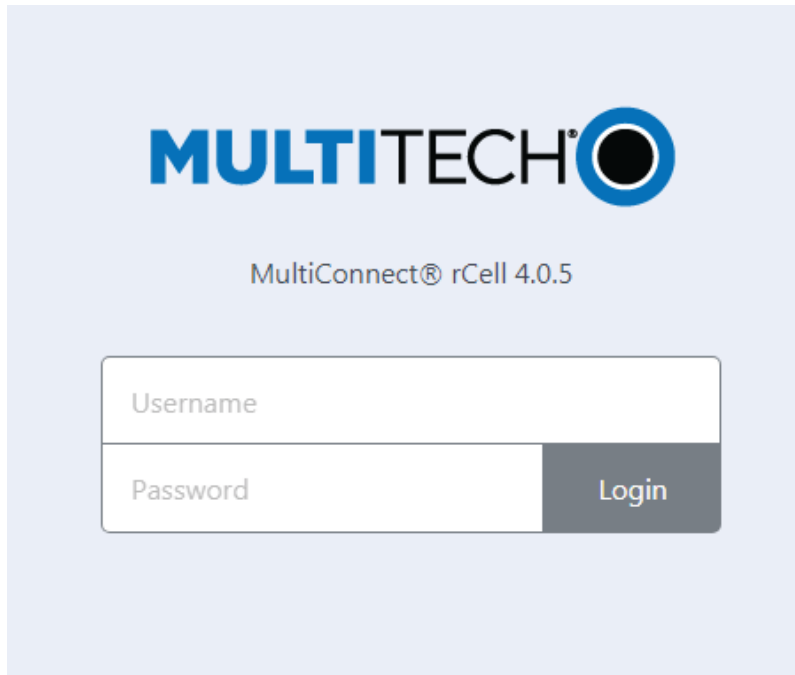 MULTITECH®
MultiConnect® rCell 4.0.5
Username
Password
Login